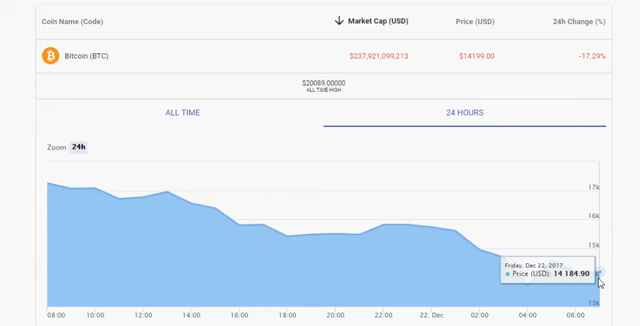 Coin Name (Code) Market Cap (USD) Price (USD) 24h Change (%)
Bitcoin (BTC) $237,921,099,213 $14199.00 -17.29%
$20089.00000
ALL TIME HIGH
ALL TIME 24 HOURS
Zoom 24h
17k
16k
15k
Friday, Dec 22, 2017
Price (USD): 14 184.90
13k
08:00 10:00 12:00 14:00 16:00 18:00 20:00 22:00 22. Dec 02:00 04:00 06:00